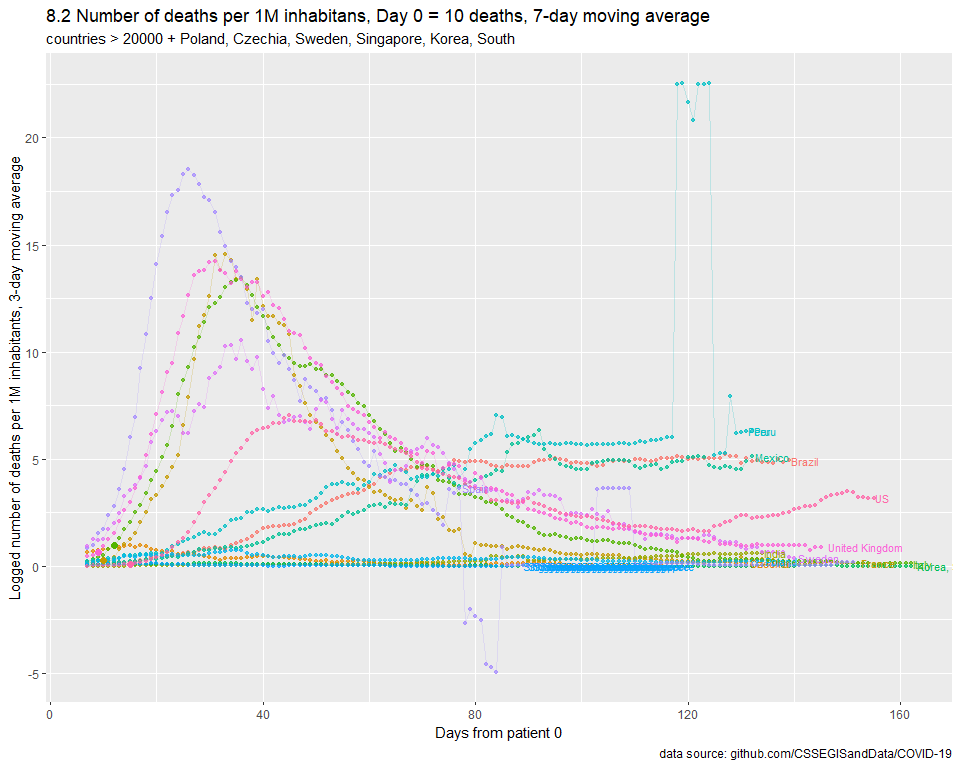 8.2 Number of deaths per 1M inhabitans, Day 0 = 10 deaths, 7-day moving average
countries > 20000 + Poland, Czechia, Sweden, Singapore, Korea, South
Logged number of deaths per 1M inhabitants, 3-day moving average
20
15
10
5
0
-5
Peru
Mexico
Brazil
US
United Kingdom
Sweden
Korea,
0
40
80
120
160
Days from patient 0
data source: github.com/CSSEGISandData/COVID-19